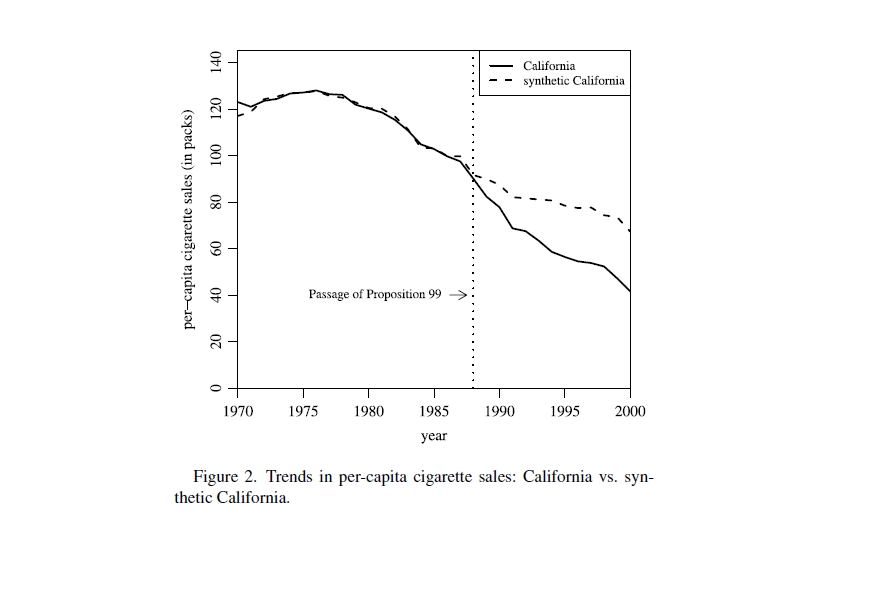 California
synthetic California
per−capita cigarette sales (in packs)
140
120
100
80
60
40
20
0
Passage of Proposition 99
1970 1975 1980 1985 1990 1995 2000
year
Figure 2. Trends in per-capita cigarette sales: California vs. syn-
thetic California.